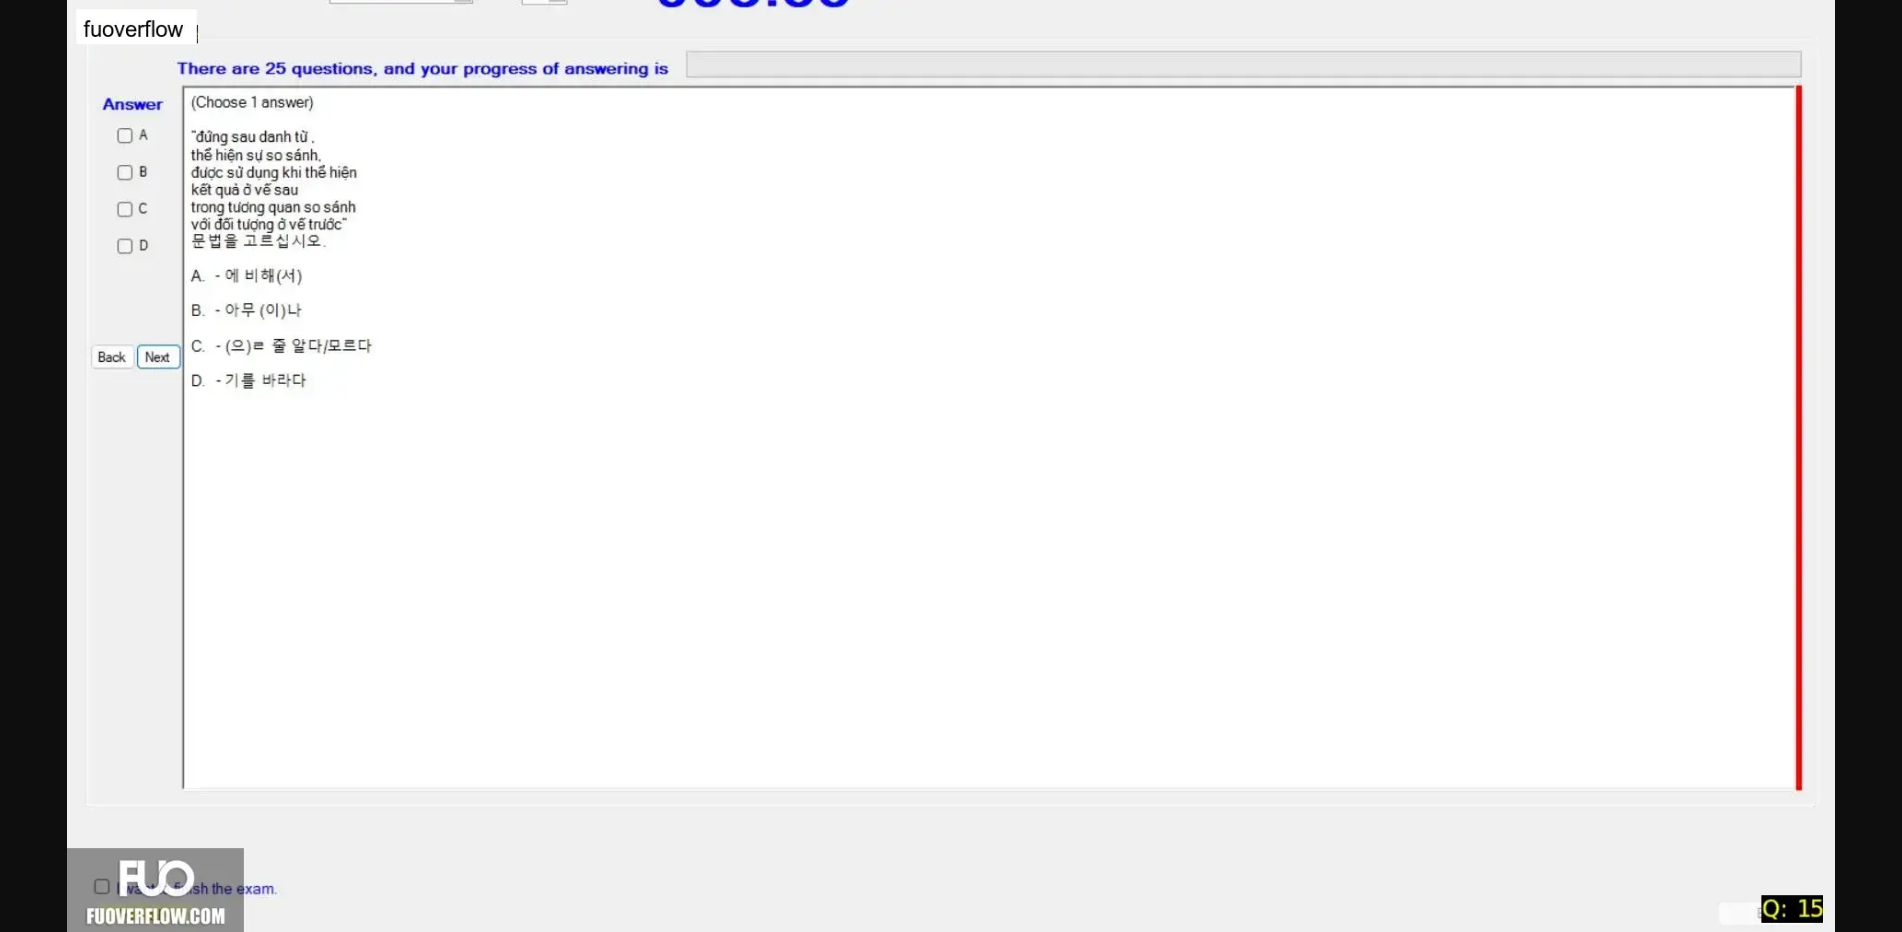 fuoverflow
There are 25 questions, and your progress of answering is
Answer
(Choose 1 answer)
A
B
C
D
"đứng sau danh từ ,
thể hiện sự so sánh,
được sử dụng khi thể hiện
kết quả ở vế sau
trong tương quan so sánh
với đối tượng ở vế trước"
문법을 고르십시오.
A. - 에 비해(서)
B. - 아무 (이)나
C. - (으)ㄹ 줄 알다/모르다
D. - 기를 바라다
Back Next
FUO
finish the exam.
FUOVERFLOW.COM
Q: 15